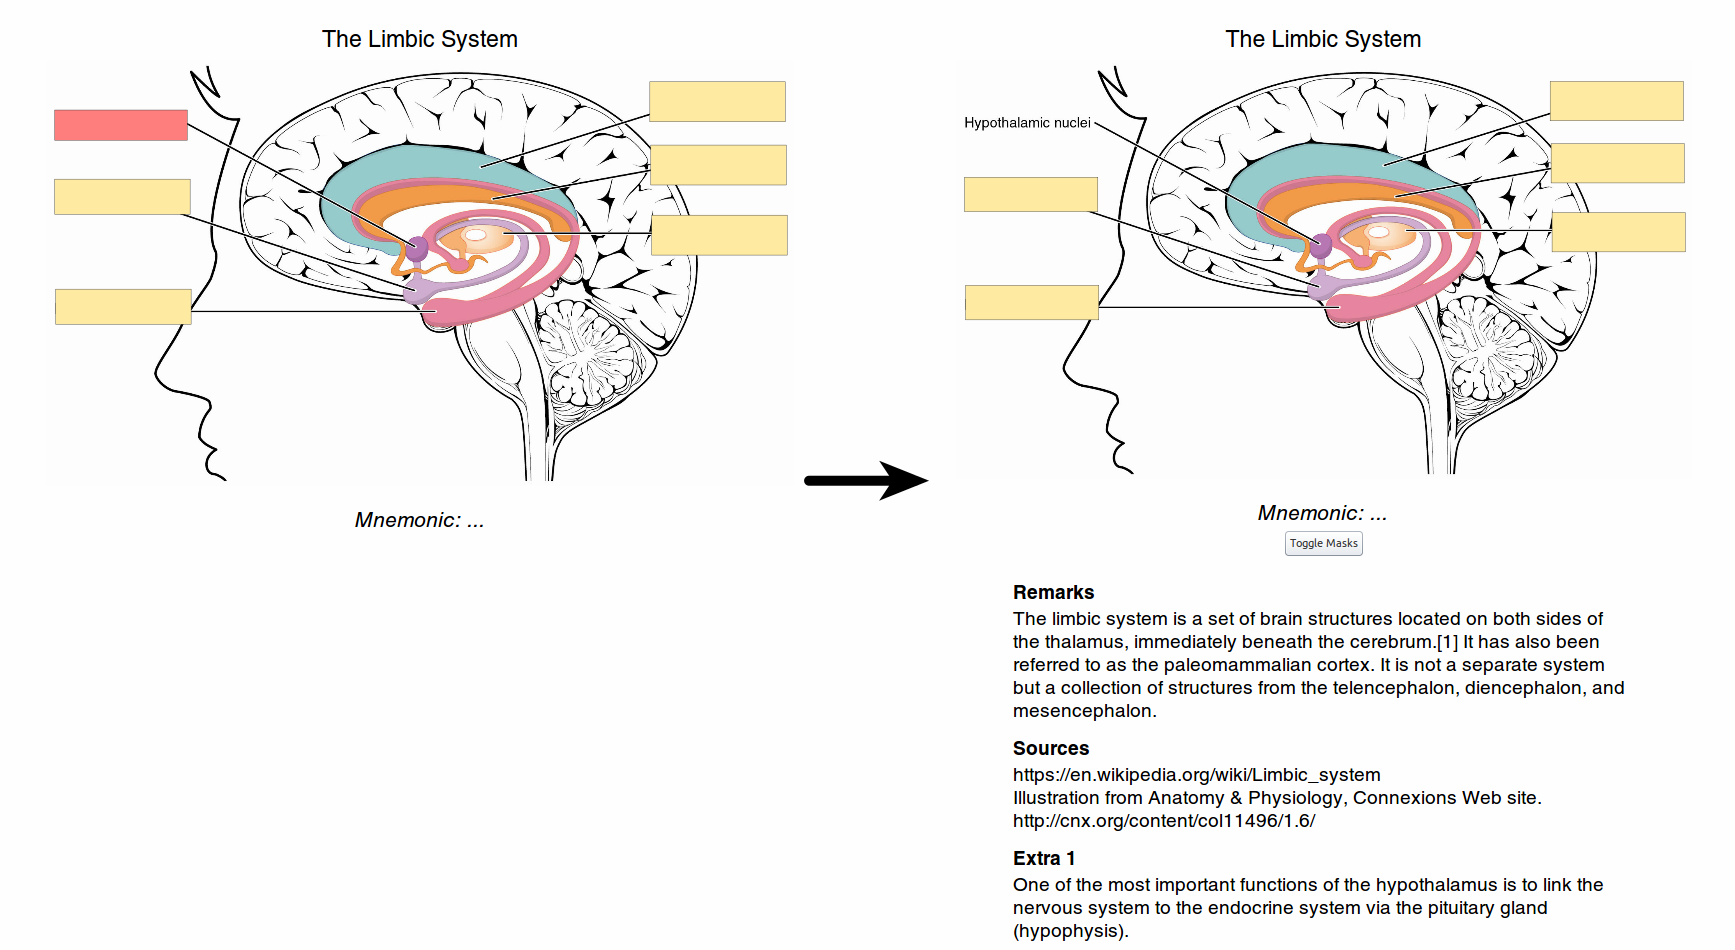 The Limbic System
Mnemonic: ...
The Limbic System
Hypothalamic nuclei
Mnemonic: ...
Toggle Masks
Remarks
The limbic system is a set of brain structures located on both sides of
the thalamus, immediately beneath the cerebrum.[1] It has also been
referred to as the paleomammalian cortex. It is not a separate system
but a collection of structures from the telencephalon, diencephalon, and
mesencephalon.
Sources
https://en.wikipedia.org/wiki/Limbic_system
Illustration from Anatomy & Physiology, Connexions Web site.
http://cnx.org/content/col11496/1.6/
Extra 1
One of the most important functions of the hypothalamus is to link the
nervous system to the endocrine system via the pituitary gland
(hypophysis).